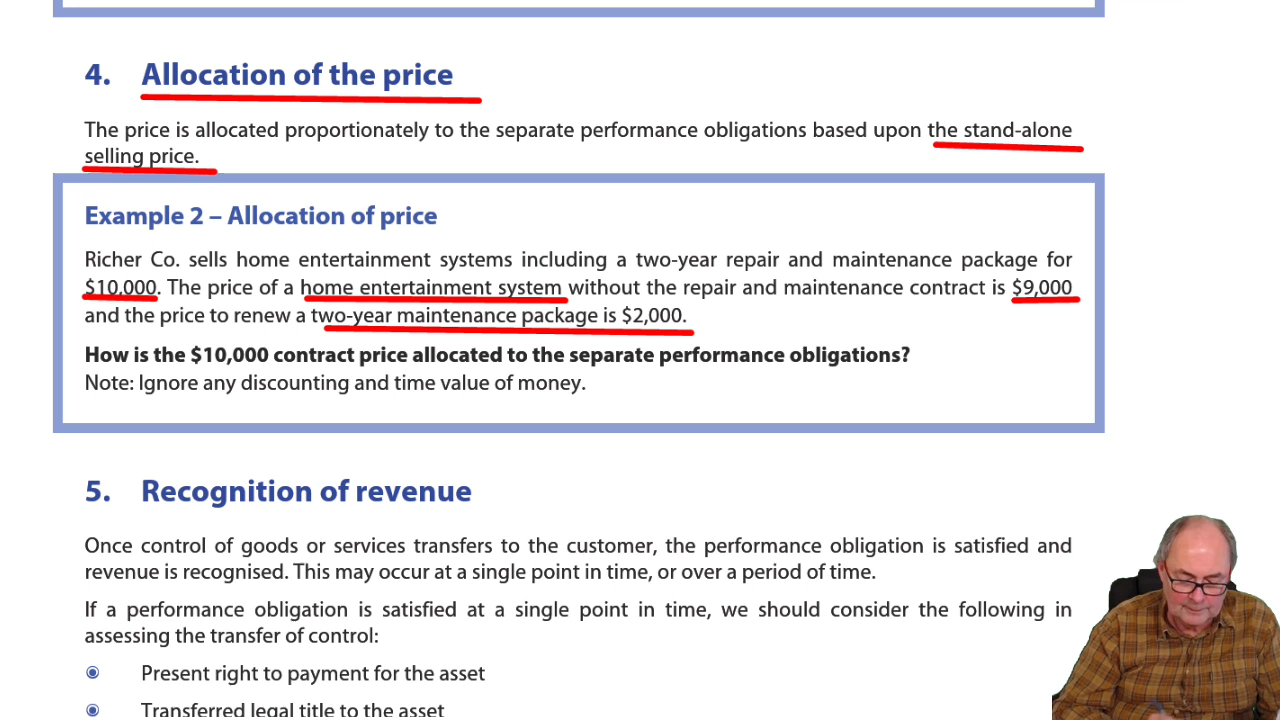 4. Allocation of the price
The price is allocated proportionately to the separate performance obligations based upon the stand-alone
selling price.
Example 2 – Allocation of price
Richer Co. sells home entertainment systems including a two-year repair and maintenance package for
$10,000. The price of a home entertainment system without the repair and maintenance contract is $9,000
and the price to renew a two-year maintenance package is $2,000.
How is the $10,000 contract price allocated to the separate performance obligations?
Note: Ignore any discounting and time value of money.
5. Recognition of revenue
Once control of goods or services transfers to the customer, the performance obligation is satisfied and
revenue is recognised. This may occur at a single point in time, or over a period of time.
If a performance obligation is satisfied at a single point in time, we should consider the following in
assessing the transfer of control:
Present right to payment for the asset
Transferred legal title to the asset